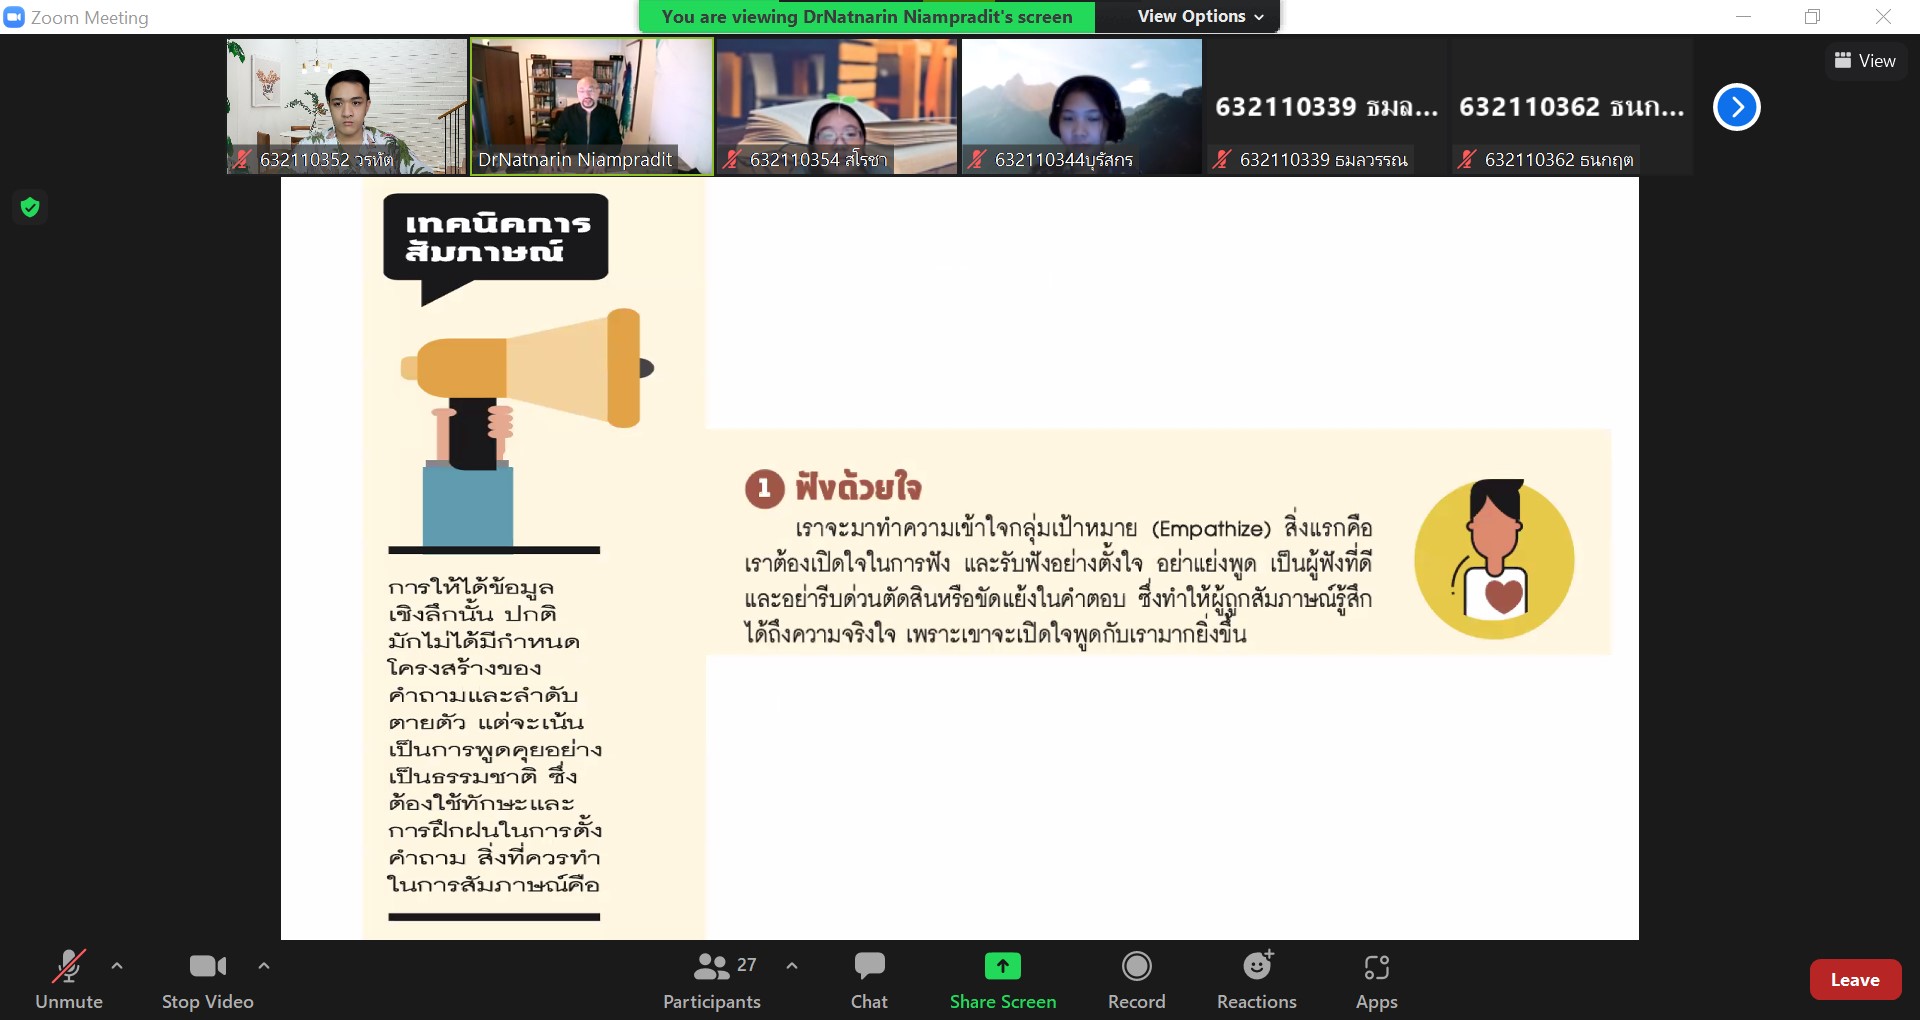 Zoom Meeting
You are viewing DrNatnarin Niampradit's screen
View Options
View
632110352 วรหัต
DrNatnarin Niampradit
632110354 สโรชา
632110344บุรัสกร
632110339 ธมล...
632110339 ธมลวรรณ
632110362 ธนก...
632110362 ธนกฤต
เทคนิคการ
สัมภาษณ์
การให้ได้ข้อมูล
เชิงลึกนั้น ปกติ
มักไม่ได้มีกำหนด
โครงสร้างของ
คำถามและลำดับ
ตายตัว แต่จะเน้น
เป็นการพูดคุยอย่าง
เป็นธรรมชาติ ซึ่ง
ต้องใช้ทักษะและ
การฝึกฝนในการตั้ง
คำถาม สิ่งที่ควรทำ
ในการสัมภาษณ์คือ
1 ฟังด้วยใจ
เราจะมาทำความเข้าใจกลุ่มเป้าหมาย (Empathize) สิ่งแรกคือ
เราต้องเปิดใจในการฟัง และรับฟังอย่างตั้งใจ อย่าแย่งพูด เป็นผู้ฟังที่ดี
และอย่ารีบด่วนตัดสินหรือขัดแย้งในคำตอบ ซึ่งทำให้ผู้ถูกสัมภาษณ์รู้สึก
ได้ถึงความจริงใจ เพราะเขาจะเปิดใจพูดกับเรามากยิ่งขึ้น
Unmute
Stop Video
27
Participants
Chat
Share Screen
Record
Reactions
Apps
Leave